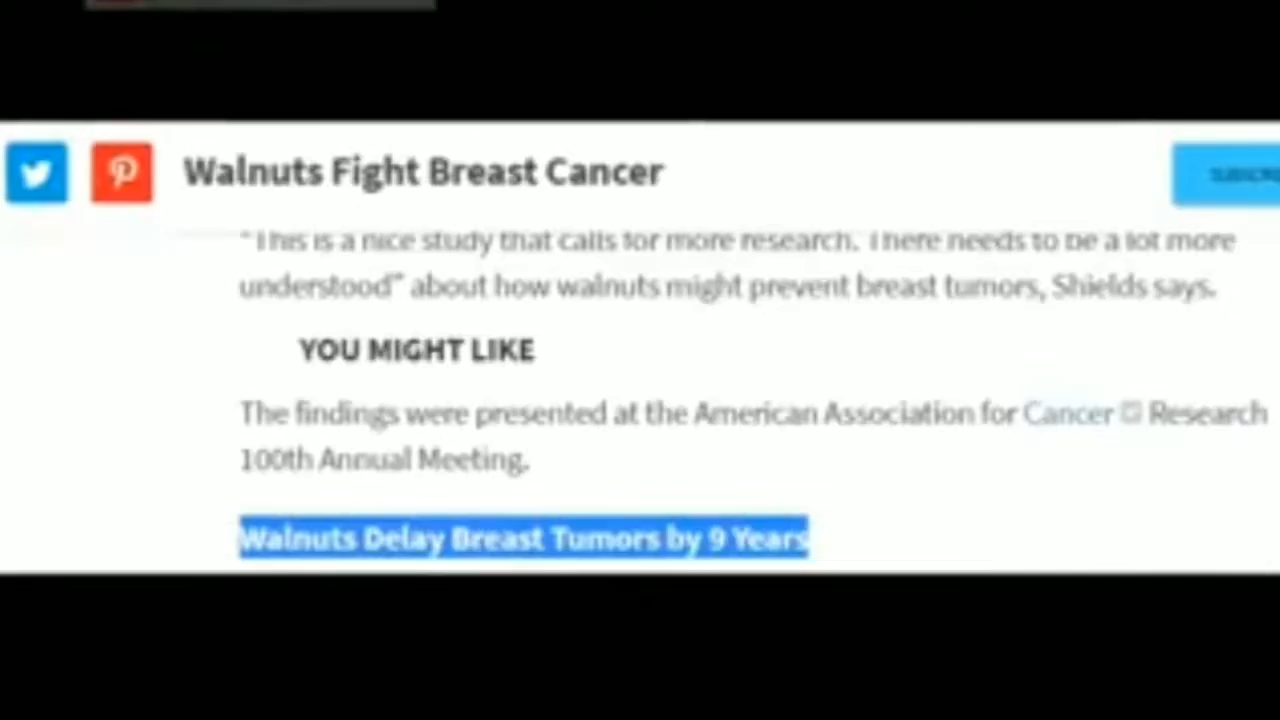 Walnuts Fight Breast Cancer
"This is a nice study that calls for more research. There needs to be a lot more
understood" about how walnuts might prevent breast tumors, Shields says.
YOU MIGHT LIKE
The findings were presented at the American Association for Cancer Research
100th Annual Meeting.
Walnuts Delay Breast Tumors by 9 Years